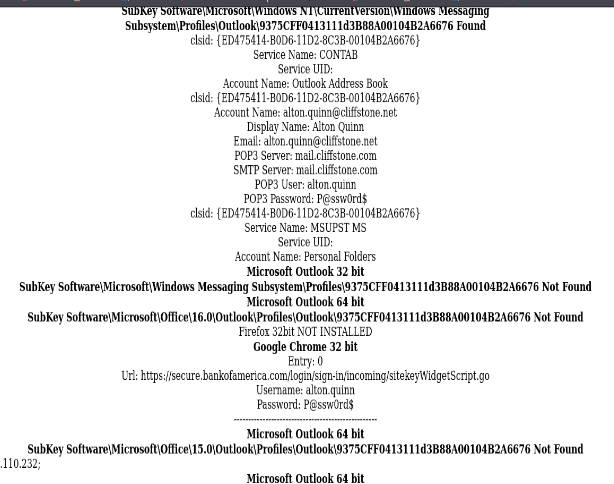 SubKey Software\Microsoft\Windows NT\CurrentVersion\Windows Messaging
Subsystem\Profiles\Outlook\9375CFF0413111d3B88A00104B2A6676 Found
clsid: {ED475414-B0D6-11D2-8C3B-00104B2A6676}
Service Name: CONTAB
Service UID:
Account Name: Outlook Address Book
clsid: {ED475411-B0D6-11D2-8C3B-00104B2A6676}
Account Name: alton.quinn@cliffstone.net
Display Name: Alton Quinn
Email: alton.quinn@cliffstone.net
POP3 Server: mail.cliffstone.com
SMTP Server: mail.cliffstone.com
POP3 User: alton.quinn
POP3 Password: P@ssw0rd$
clsid: {ED475414-B0D6-11D2-8C3B-00104B2A6676}
Service Name: MSUPST MS
Service UID:
Account Name: Personal Folders
Microsoft Outlook 32 bit
SubKey Software\Microsoft\Windows Messaging Subsystem\Profiles\9375CFF0413111d3B88A00104B2A6676 Not Found
Microsoft Outlook 64 bit
SubKey Software\Microsoft\Office\16.0\Outlook\Profiles\Outlook\9375CFF0413111d3B88A00104B2A6676 Not Found
Firefox 32bit NOT INSTALLED
Google Chrome 32 bit
Entry: 0
Url: https://secure.bankofamerica.com/login/sign-in/incoming/sitekeyWidgetScript.go
Username: alton.quinn
Password: P@ssw0rd$
----------------------------------------
Microsoft Outlook 64 bit
SubKey Software\Microsoft\Office\15.0\Outlook\Profiles\Outlook\9375CFF0413111d3B88A00104B2A6676 Not Found
.110.232;
Microsoft Outlook 64 bit